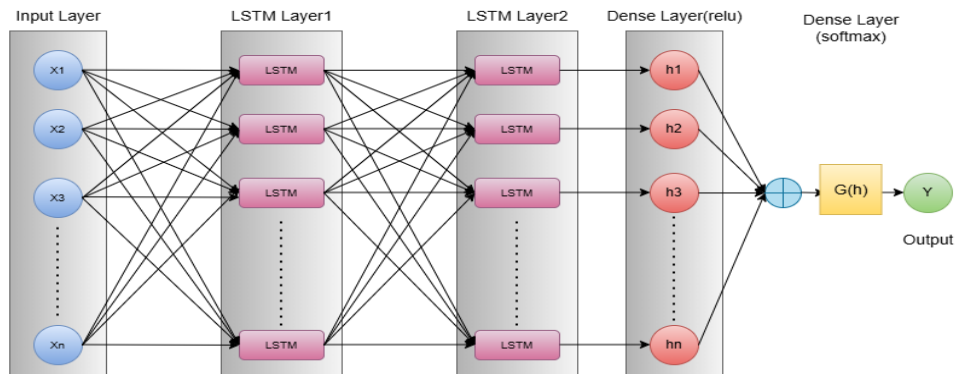 Input Layer
LSTM Layer1
LSTM Layer2
Dense Layer(relu)
Dense Layer
(softmax)
X1
LSTM
LSTM
h1
X2
LSTM
LSTM
h2
X3
LSTM
LSTM
h3
G(h)
Y
Output
Xn
LSTM
LSTM
hn